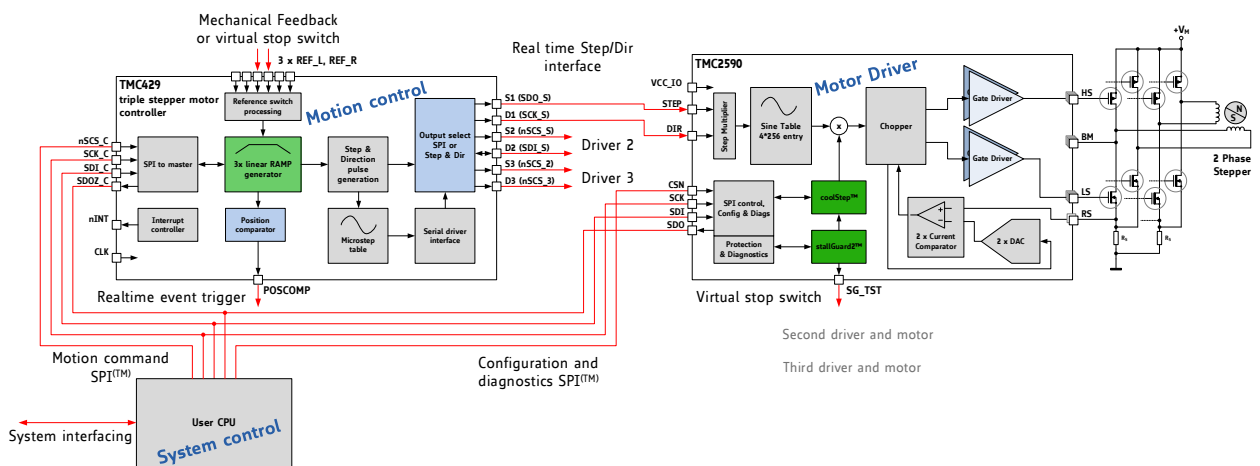 Mechanical Feedback
or virtual stop switch
3 x REF_L, REF_R
Real time Step/Dir
interface
TMC429
triple stepper motor
controller
Reference switch
processing
Motion control
nSCS_C
SCK_C
SDI_C
SDOZ_C
nINT
CLK
SPI to master
3x linear RAMP
generator
Step &
Direction
pulse
generation
Output select
SPI or
Step & Dir
Interrupt
controller
Position
comparator
Microstep
table
Serial driver
interface
S1 (SDO_S)
D1 (SCK_S)
S2 (nSCS_S)
D2 (SDI_S)
S3 (nSCS_2)
D3 (nSCS_3)
Driver 2
Driver 3
POSCOMP
Realtime event trigger
TMC2590
Motor Driver
VCC_IO
STEP
DIR
CSN
SCK
SDI
SDO
Step Multiplier
Sine Table
4*256 entry
x
Chopper
Gate Driver
Gate Driver
SPI control,
Config & Diags
Protection
& Diagnostics
coolStep™
stallGuard2™
2 x Current
Comparator
2 x DAC
HS
BM
LS
RS
+VM
N
S
2 Phase
Stepper
RS
RS
SG_TST
Virtual stop switch
Second driver and motor
Third driver and motor
Motion command
SPI(TM)
Configuration and
diagnostics SPI(TM)
User CPU
System control
System interfacing